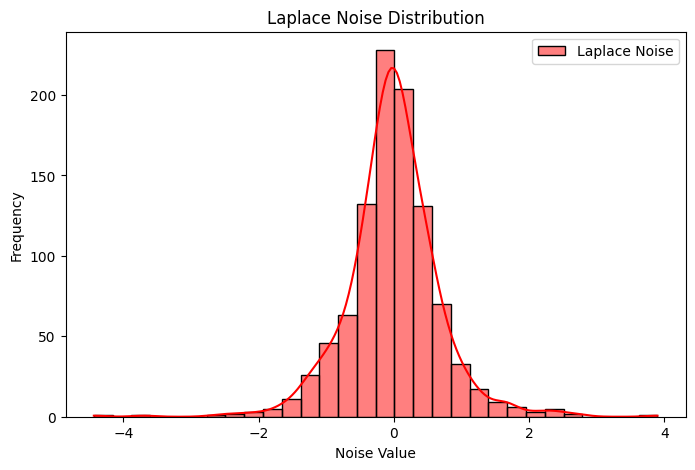 Laplace Noise Distribution
Laplace Noise
200
150
100
50
0
Frequency
−4
−2
0
2
4
Noise Value